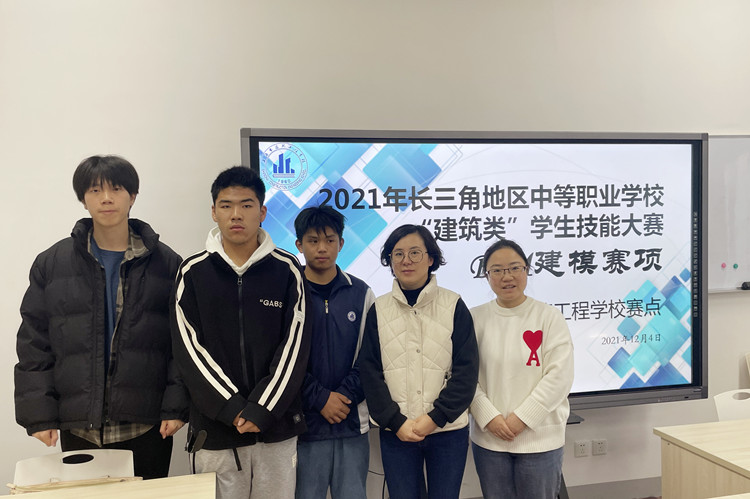 2021年长三角地区中等职业学校
“建筑类”学生技能大赛
建模赛项
工程学校赛点
2021年12月4日
“GABS
A